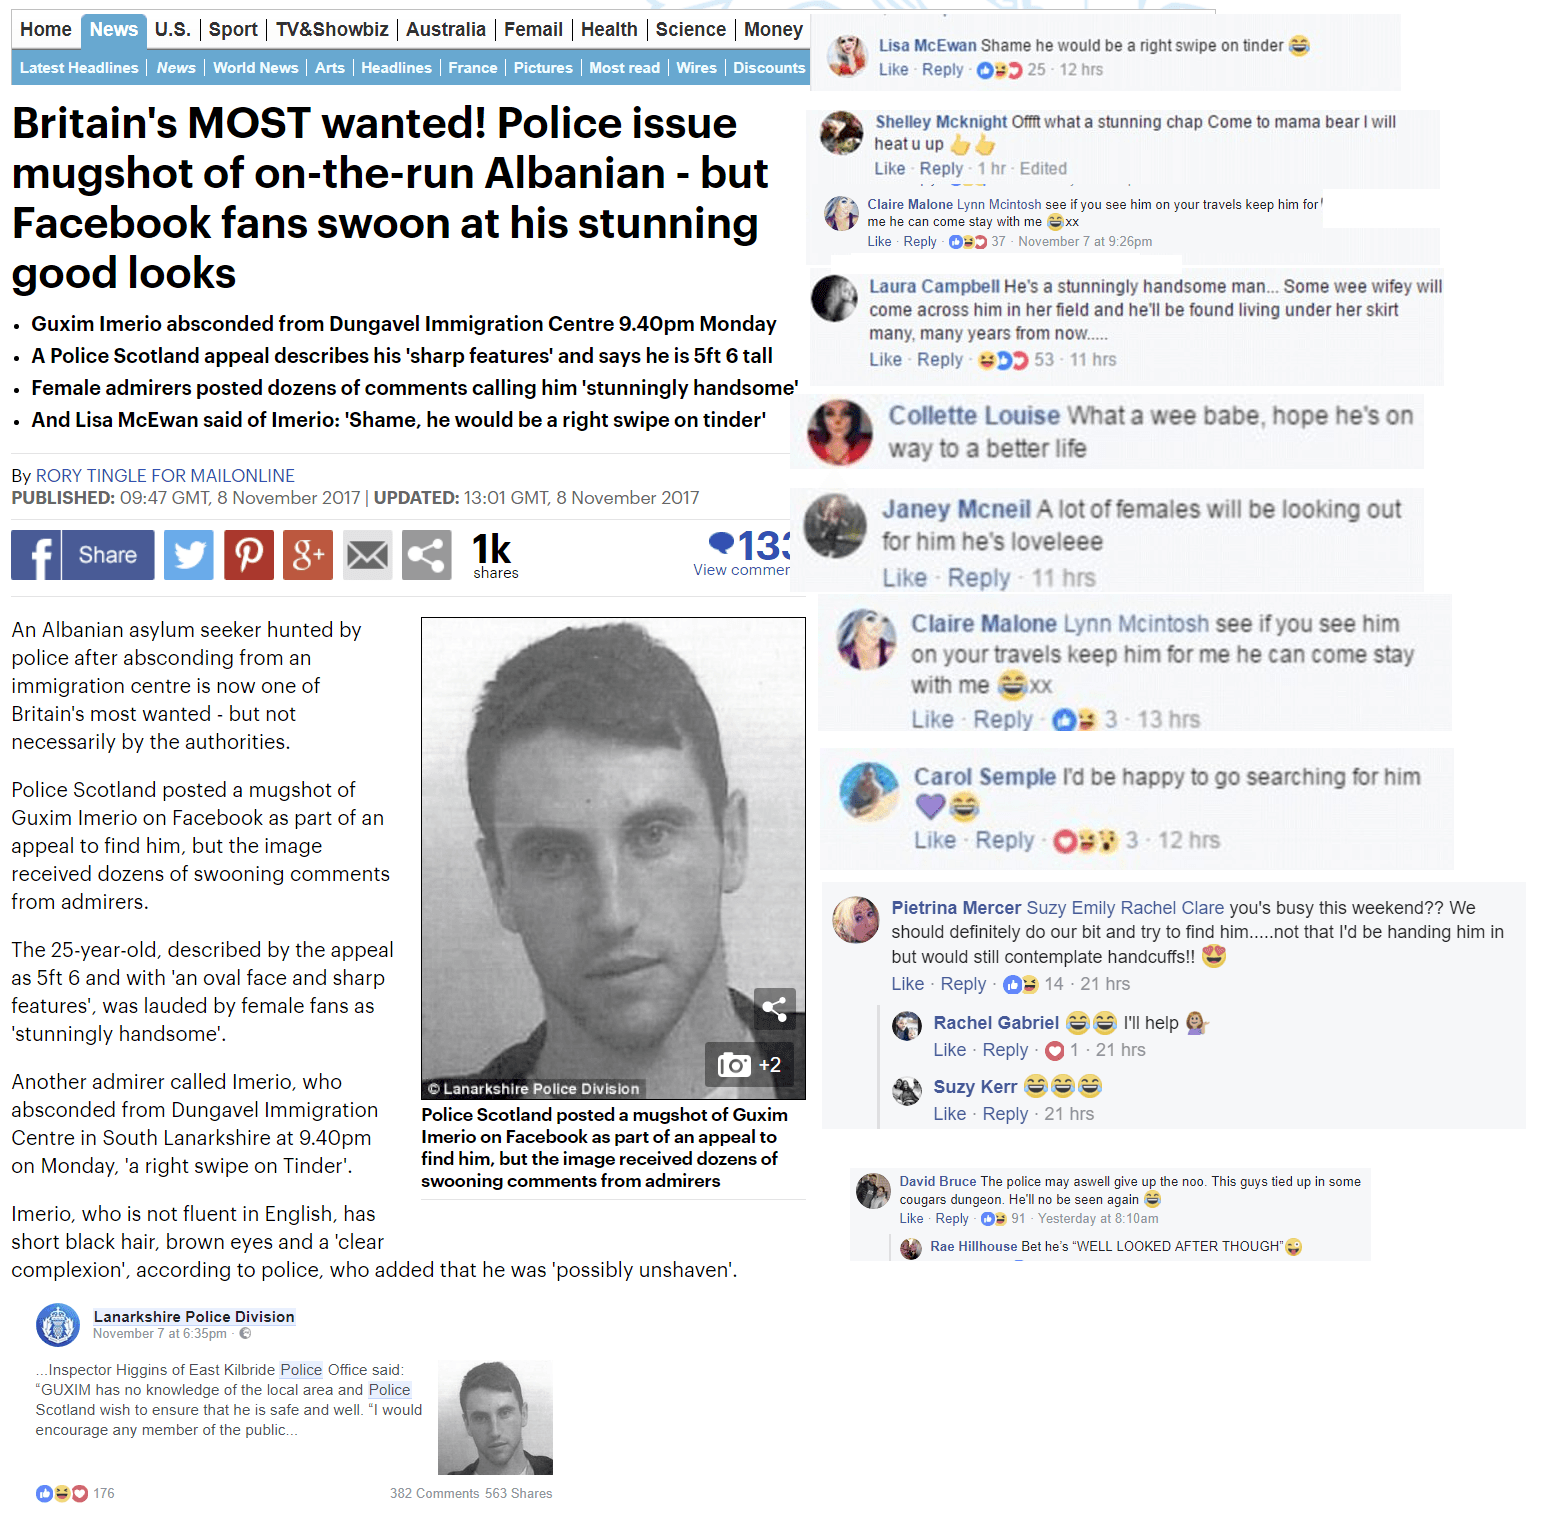 Home News U.S. Sport TV&Showbiz Australia Femail Health Science Money
Latest Headlines News World News Arts Headlines France Pictures Most read Wires Discounts
Britain's MOST wanted! Police issue
mugshot of on-the-run Albanian - but
Facebook fans swoon at his stunning
good looks
• Guxim Imerio absconded from Dungavel Immigration Centre 9.40pm Monday
• A Police Scotland appeal describes his 'sharp features' and says he is 5ft 6 tall
• Female admirers posted dozens of comments calling him 'stunningly handsome'
• And Lisa McEwan said of Imerio: 'Shame, he would be a right swipe on tinder'
By RORY TINGLE FOR MAILONLINE
PUBLISHED: 09:47 GMT, 8 November 2017 | UPDATED: 13:01 GMT, 8 November 2017
f Share
8+
1k
shares
View
An Albanian asylum seeker hunted by
police after absconding from an
immigration centre is now one of
Britain's most wanted - but not
necessarily by the authorities.
Police Scotland posted a mugshot of
Guxim Imerio on Facebook as part of an
appeal to find him, but the image
received dozens of swooning comments
from admirers.
The 25-year-old, described by the appeal
as 5ft 6 and with 'an oval face and sharp
features', was lauded by female fans as
'stunningly handsome'.
Another admirer called Imerio, who
absconded from Dungavel Immigration
Centre in South Lanarkshire at 9.40pm
on Monday, 'a right swipe on Tinder'.
Imerio, who is not fluent in English, has
short black hair, brown eyes and a 'clear
complexion', according to police, who added that he was 'possibly unshaven'.
+2
© Lanarkshire Police Division
Police Scotland posted a mugshot of Guxim
Imerio on Facebook as part of an appeal to
find him, but the image received dozens of
swooning comments from admirers
Lanarkshire Police Division
November 7 at 6:35pm ·
...Inspector Higgins of East Kilbride Police Office said:
“GUXIM has no knowledge of the local area and Police
Scotland wish to ensure that he is safe and well. “I would
encourage any member of the public...
176
382 Comments 563 Shares
Lisa McEwan Shame he would be a right swipe on tinder 😂
Like · Reply · 25 · 12 hrs
Shelley Mcknight Offft what a stunning chap Come to mama bear I will
heat u up
Like · Reply · 1 hr · Edited
Claire Malone Lynn Mcintosh see if you see him on your travels keep him for
me he can come stay with me 😂xx
Like · Reply · 37 · November 7 at 9:26pm
Laura Campbell He's a stunningly handsome man... Some wee wifey will
come across him in her field and he'll be found living under her skirt
many, many years from now.....
Like · Reply · 53 · 11 hrs
Collette Louise What a wee babe, hope he's on
way to a better life
Janey Mcneil A lot of females will be looking out
for him he's loveleee
Like · Reply · 11 hrs
Claire Malone Lynn Mcintosh see if you see him
on your travels keep him for me he can come stay
with me 😂xx
Like · Reply · 3 · 13 hrs
Carol Semple I'd be happy to go searching for him
💜😂
Like · Reply · 3 · 12 hrs
Pietrina Mercer Suzy Emily Rachel Clare you's busy this weekend?? We
should definitely do our bit and try to find him.....not that I'd be handing him in
but would still contemplate handcuffs!! 😍
Like · Reply · 14 · 21 hrs
Rachel Gabriel 😂😂 I'll help
Like · Reply · 1 · 21 hrs
Suzy Kerr 😂😂😂
Like · Reply · 21 hrs
David Bruce The police may aswell give up the noo. This guys tied up in some
cougars dungeon. He'll no be seen again 😂
Like · Reply · 91 · Yesterday at 8:10am
Rae Hillhouse Bet he's “WELL LOOKED AFTER THOUGH”😜